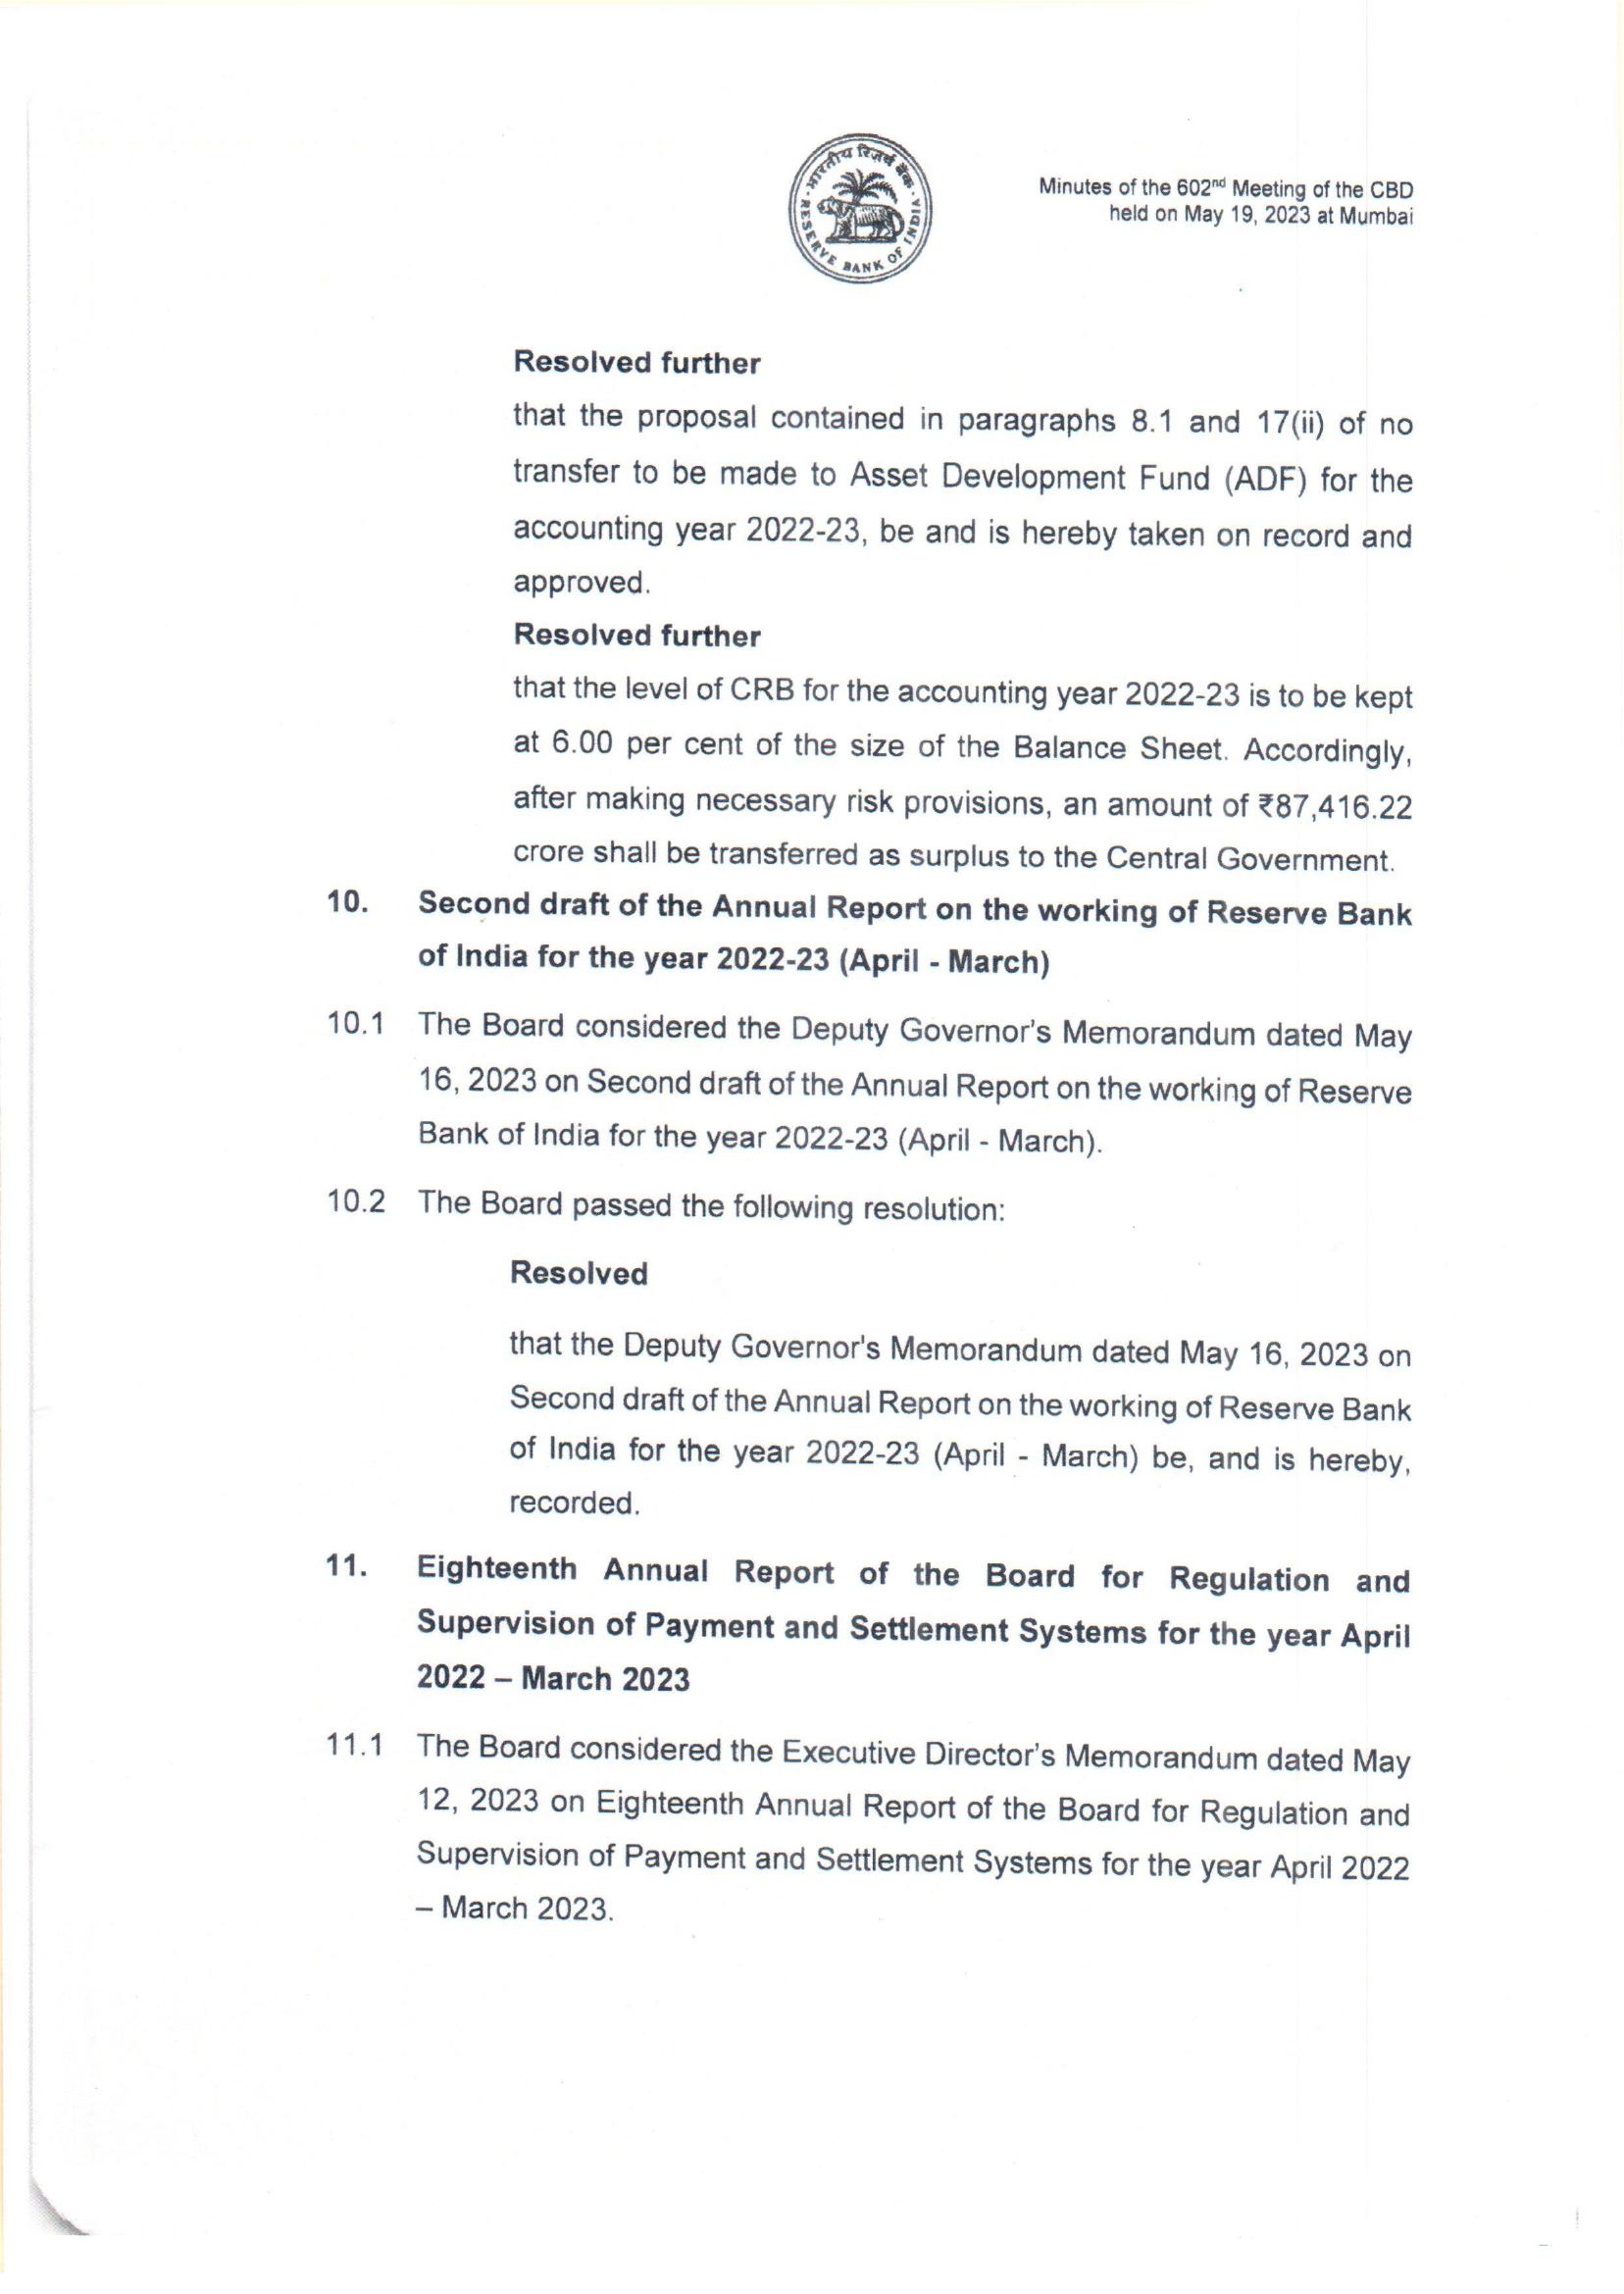 भारतीय रिज़र्व बैंक
RESERVE BANK OF INDIA
Minutes of the 602nd Meeting of the CBD
held on May 19, 2023 at Mumbai
Resolved further
that the proposal contained in paragraphs 8.1 and 17(ii) of no
transfer to be made to Asset Development Fund (ADF) for the
accounting year 2022-23, be and is hereby taken on record and
approved.
Resolved further
that the level of CRB for the accounting year 2022-23 is to be kept
at 6.00 per cent of the size of the Balance Sheet. Accordingly,
after making necessary risk provisions, an amount of ₹87,416.22
crore shall be transferred as surplus to the Central Government.
10. Second draft of the Annual Report on the working of Reserve Bank
of India for the year 2022-23 (April - March)
10.1 The Board considered the Deputy Governor's Memorandum dated May
16, 2023 on Second draft of the Annual Report on the working of Reserve
Bank of India for the year 2022-23 (April - March).
10.2 The Board passed the following resolution:
Resolved
that the Deputy Governor's Memorandum dated May 16, 2023 on
Second draft of the Annual Report on the working of Reserve Bank
of India for the year 2022-23 (April - March) be, and is hereby,
recorded.
11. Eighteenth Annual Report of the Board for Regulation and
Supervision of Payment and Settlement Systems for the year April
2022 – March 2023
11.1 The Board considered the Executive Director's Memorandum dated May
12, 2023 on Eighteenth Annual Report of the Board for Regulation and
Supervision of Payment and Settlement Systems for the year April 2022
– March 2023.